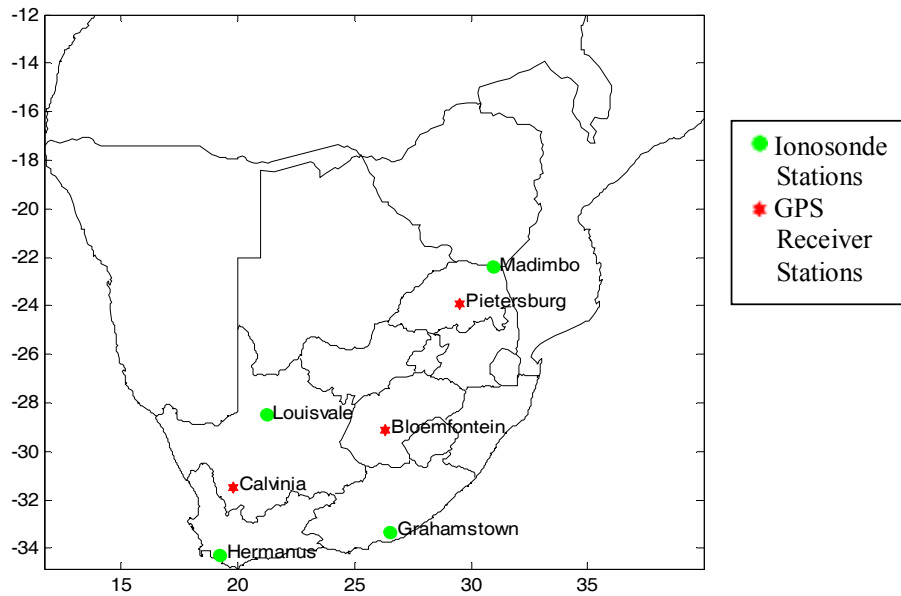 -12
-14
-16
-18
-20
-22
-24
-26
-28
-30
-32
-34
15 20 25 30 35
Madimbo
Pietersburg
Louisvale
Bloemfontein
Calvinia
Grahamstown
Hermanus
Ionosonde
Stations
GPS
Receiver
Stations